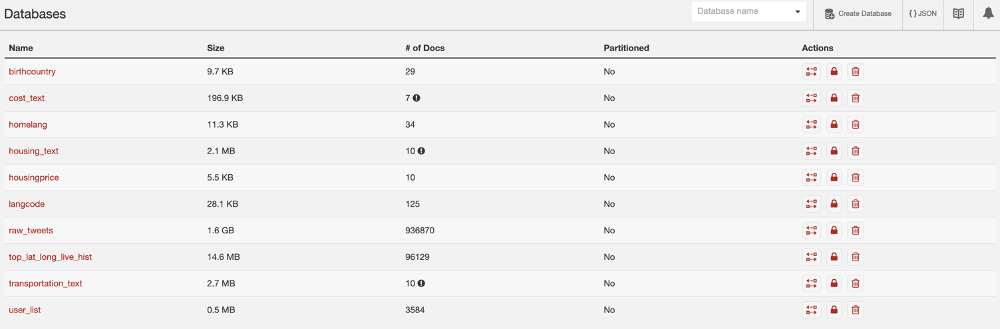 Databases
Database name
Create Database
{ } JSON
Name Size # of Docs Partitioned Actions
birthcountry 9.7 KB 29 No
cost_text 196.9 KB 7 No
homelang 11.3 KB 34 No
housing_text 2.1 MB 10 No
housingprice 5.5 KB 10 No
langcode 28.1 KB 125 No
raw_tweets 1.6 GB 936870 No
top_lat_long_live_hist 14.6 MB 96129 No
transportation_text 2.7 MB 10 No
user_list 0.5 MB 3584 No